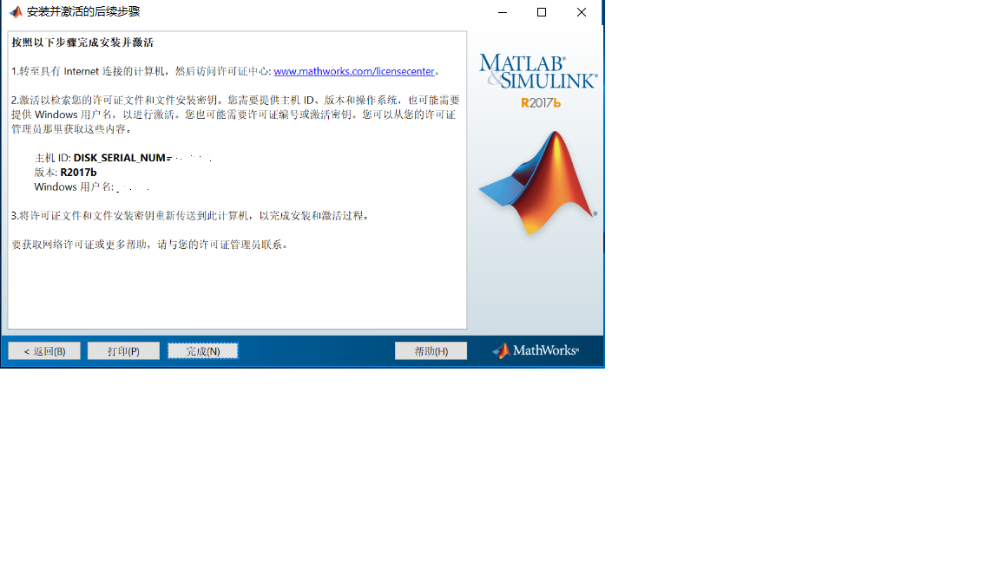 安装并激活的后续步骤
按照以下步骤完成安装并激活
1.转至具有 Internet 连接的计算机，然后访问许可证中心: www.mathworks.com/licensecenter。
2.激活以检索您的许可证文件和文件安装密钥。您需要提供主机 ID、版本和操作系统，也可能需要
提供 Windows 用户名，以进行激活。您也可能需要许可证编号或激活密钥。您可以从您的许可证
管理员那里获取这些内容。
主机 ID: DISK_SERIAL_NUM=
版本: R2017b
Windows 用户名:
3.将许可证文件和文件安装密钥重新传送到此计算机，以完成安装和激活过程。
要获取网络许可证或更多帮助，请与您的许可证管理员联系。
MATLAB®
&SIMULINK®
R2017b
®
< 返回(B)
打印(P)
完成(N)
帮助(H)
MathWorks®